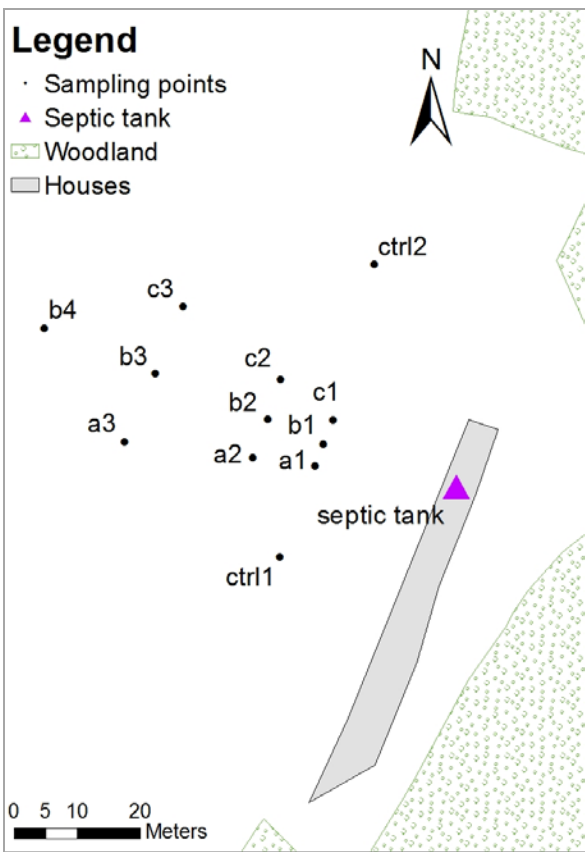 Legend
Sampling points
Septic tank
Woodland
Houses
N
ctrl2
c3
b4
b3
c2
c1
b2
b1
a3
a2
a1
septic tank
ctrl1
0 5 10 20
Meters